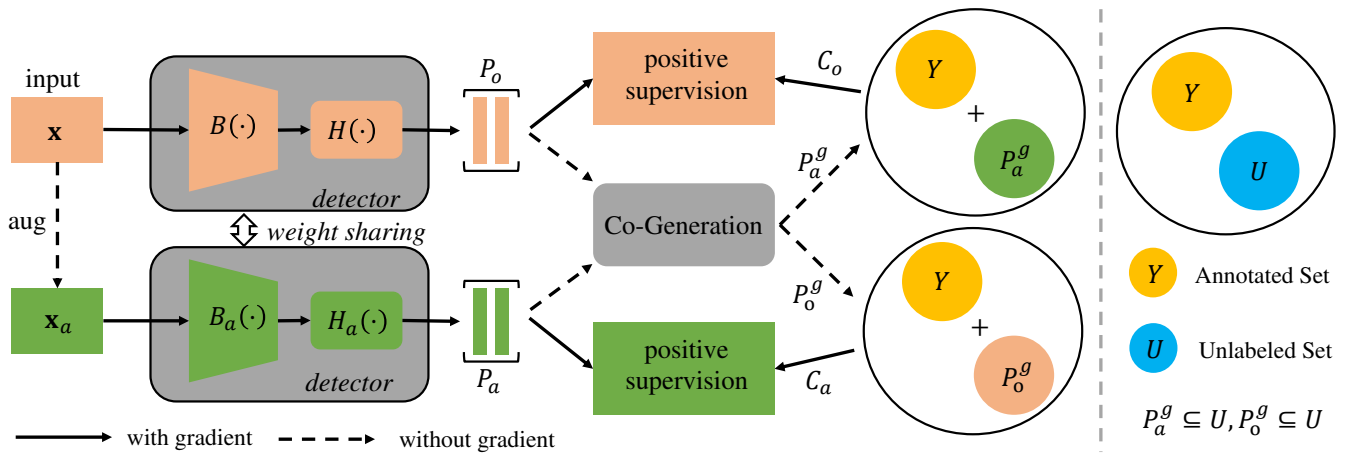 input
x
aug
x_a
B(·)
H(·)
detector
weight sharing
B_a(·)
H_a(·)
detector
P_o
P_a
positive
supervision
Co-Generation
positive
supervision
C_o
P_a^g
P_o^g
C_a
Y
+
P_a^g
Y
+
P_o^g
Y
U
Y Annotated Set
U Unlabeled Set
P_a^g ⊆ U, P_o^g ⊆ U
with gradient
without gradient